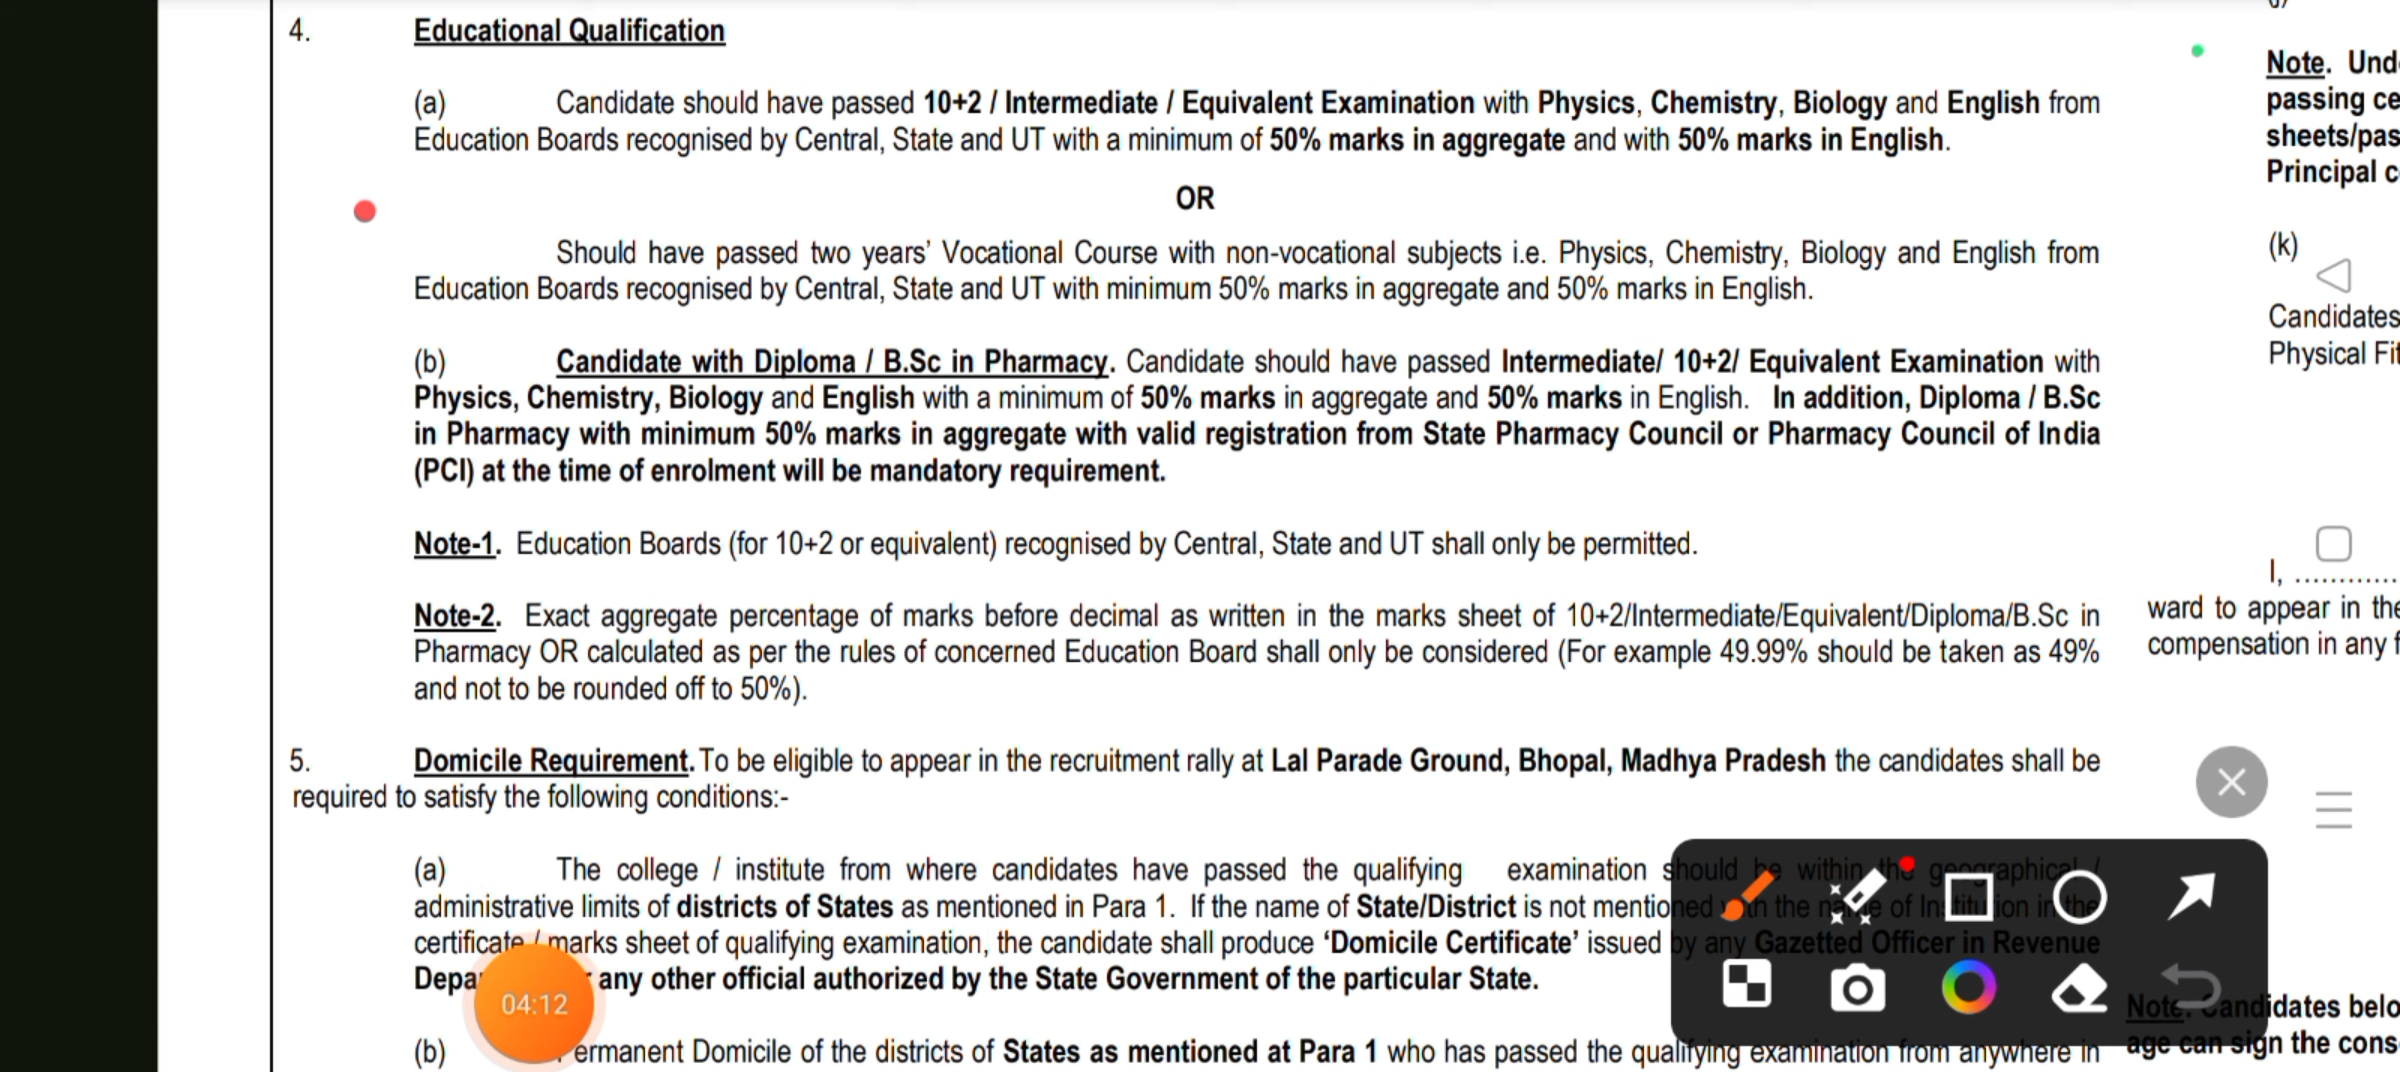 4. Educational Qualification
(a) Candidate should have passed 10+2 / Intermediate / Equivalent Examination with Physics, Chemistry, Biology and English from
Education Boards recognised by Central, State and UT with a minimum of 50% marks in aggregate and with 50% marks in English.
OR
Should have passed two years’ Vocational Course with non-vocational subjects i.e. Physics, Chemistry, Biology and English from
Education Boards recognised by Central, State and UT with minimum 50% marks in aggregate and 50% marks in English.
(b) Candidate with Diploma / B.Sc in Pharmacy. Candidate should have passed Intermediate/ 10+2/ Equivalent Examination with
Physics, Chemistry, Biology and English with a minimum of 50% marks in aggregate and 50% marks in English. In addition, Diploma / B.Sc
in Pharmacy with minimum 50% marks in aggregate with valid registration from State Pharmacy Council or Pharmacy Council of India
(PCI) at the time of enrolment will be mandatory requirement.
Note-1. Education Boards (for 10+2 or equivalent) recognised by Central, State and UT shall only be permitted.
Note-2. Exact aggregate percentage of marks before decimal as written in the marks sheet of 10+2/Intermediate/Equivalent/Diploma/B.Sc in
Pharmacy OR calculated as per the rules of concerned Education Board shall only be considered (For example 49.99% should be taken as 49%
and not to be rounded off to 50%).
5. Domicile Requirement. To be eligible to appear in the recruitment rally at Lal Parade Ground, Bhopal, Madhya Pradesh the candidates shall be
required to satisfy the following conditions:-
(a) The college / institute from where candidates have passed the qualifying examination should be within the geographical /
administrative limits of districts of States as mentioned in Para 1. If the name of State/District is not mentioned in the name of Institution in the
certificate / marks sheet of qualifying examination, the candidate shall produce ‘Domicile Certificate’ issued by any Gazetted Officer in Revenue
any other official authorized by the State Government of the particular State.
04:12
(b) ermanent Domicile of the districts of States as mentioned at Para 1 who has passed the qualifying examination from anywhere in
Note. Und
passing ce
sheets/pas
Principal c
(k)
Candidates
Physical Fit
I, ............
ward to appear in the
compensation in any f
Note. Candidates belo
age can sign the cons